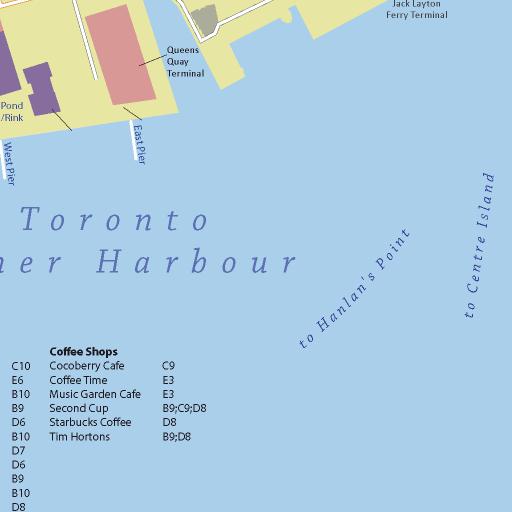 Jack Layton
Ferry Terminal
Queens
Quay
Terminal
Pond
/Rink
East Pier
West Pier
Toronto
Harbour
to Hanlan's Point
to Centre Island
Coffee Shops
C10 Cocoberry Cafe C9
E6 Coffee Time E3
B10 Music Garden Cafe E3
B9 Second Cup B9;C9;D8
D6 Starbucks Coffee D8
B10 Tim Hortons B9;D8
D7
D6
B9
B10
D8